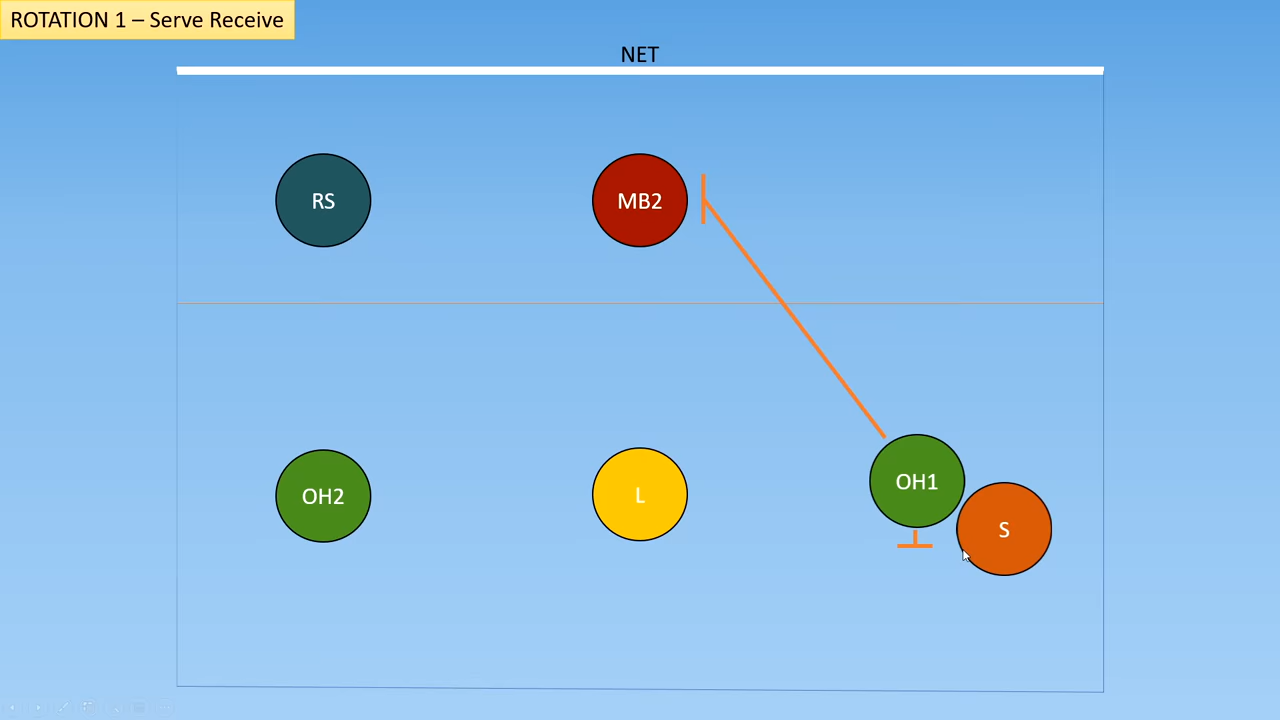 ROTATION 1 – Serve Receive
NET
RS
MB2
OH2
L
OH1
S